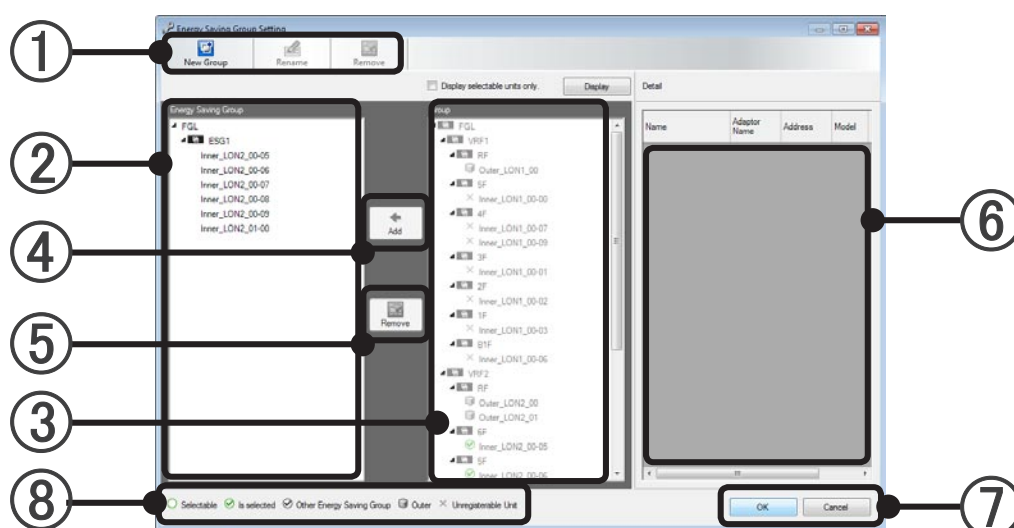 Energy Saving Group Setting
New Group Rename Remove
Display selectable units only. Display
Detail
Energy Saving Group
FGL
ESG1
Inner_LON2_00-05
Inner_LON2_00-06
Inner_LON2_00-07
Inner_LON2_00-08
Inner_LON2_00-09
Inner_LON2_01-00
Add
Remove
Group
FGL
VRF1
RF
Outer_LON1_00
5F
Inner_LON1_00-00
4F
Inner_LON1_00-07
Inner_LON1_00-09
3F
Inner_LON1_00-01
2F
Inner_LON1_00-02
1F
Inner_LON1_00-03
B1F
Inner_LON1_00-06
VRF2
RF
Outer_LON2_00
Outer_LON2_01
6F
Inner_LON2_00-05
5F
Inner_LON2_00-06
Name Adaptor Name Address Model
Selectable Is selected Other Energy Saving Group Outer Unregisterable Unit
OK Cancel
1
2
4
5
3
8
6
7